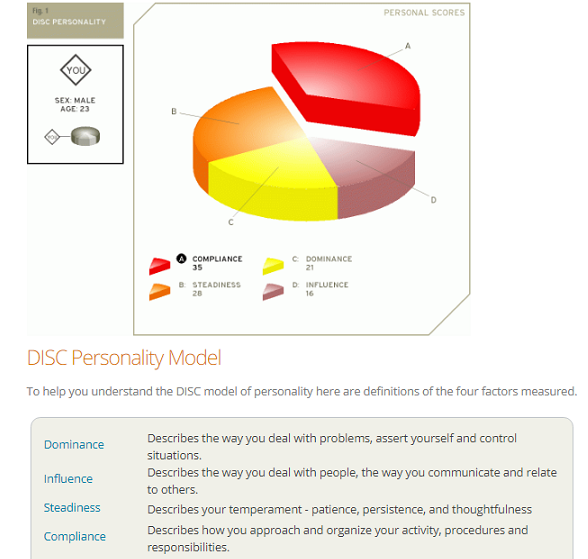 Fig. 1
DISC PERSONALITY
PERSONAL SCORES
YOU
SEX: MALE
AGE: 23
YOU
A
B
C
D
A COMPLIANCE
35
C: DOMINANCE
21
B: STEADINESS
28
D: INFLUENCE
16
DISC Personality Model
To help you understand the DISC model of personality here are definitions of the four factors measured.
Dominance
Describes the way you deal with problems, assert yourself and control
situations.
Influence
Describes the way you deal with people, the way you communicate and relate
to others.
Steadiness
Describes your temperament - patience, persistence, and thoughtfulness
Compliance
Describes how you approach and organize your activity, procedures and
responsibilities.